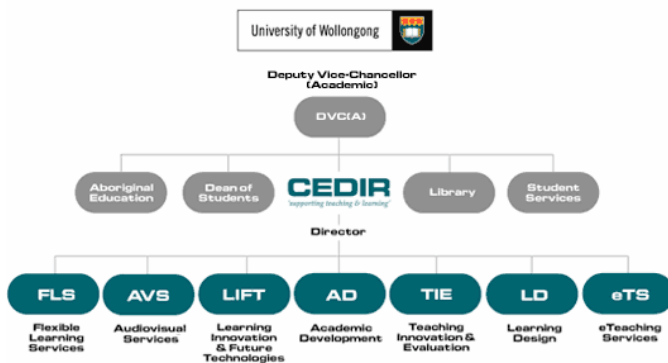 University of Wollongong
Deputy Vice-Chancellor
(Academic)
DVC(A)
Aboriginal
Education
Dean of
Students
CEDIR
'supporting teaching & learning'
Library
Student
Services
Director
FLS
AVS
LIFT
AD
TIE
LD
eTS
Flexible
Learning
Services
Audiovisual
Services
Learning
Innovation
& Future
Technologies
Academic
Development
Teaching
Innovation &
Evaluation
Learning
Design
eTeaching
Services